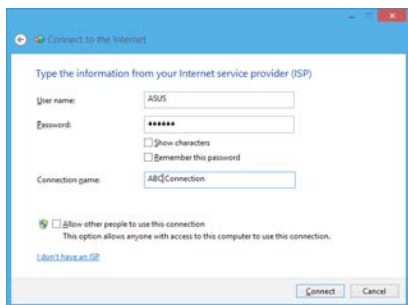 Connect to the Internet
Type the information from your Internet service provider (ISP)
User name: ASUS
Password: ●●●●●●
Show characters
Remember this password
Connection name: ABCConnection
Allow other people to use this connection
This option allows anyone with access to this computer to use this connection.
I don't have an ISP
Connect Cancel